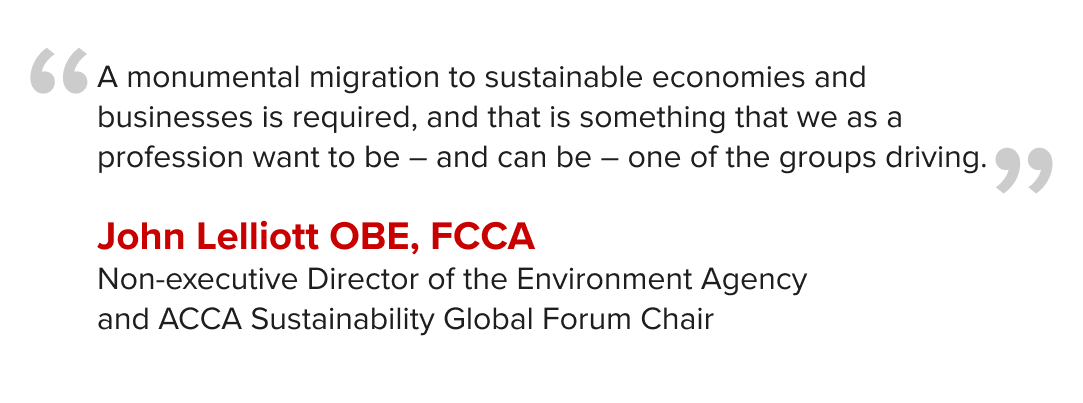 “A monumental migration to sustainable economies and
businesses is required, and that is something that we as a
profession want to be – and can be – one of the groups driving.”
John Lelliott OBE, FCCA
Non-executive Director of the Environment Agency
and ACCA Sustainability Global Forum Chair